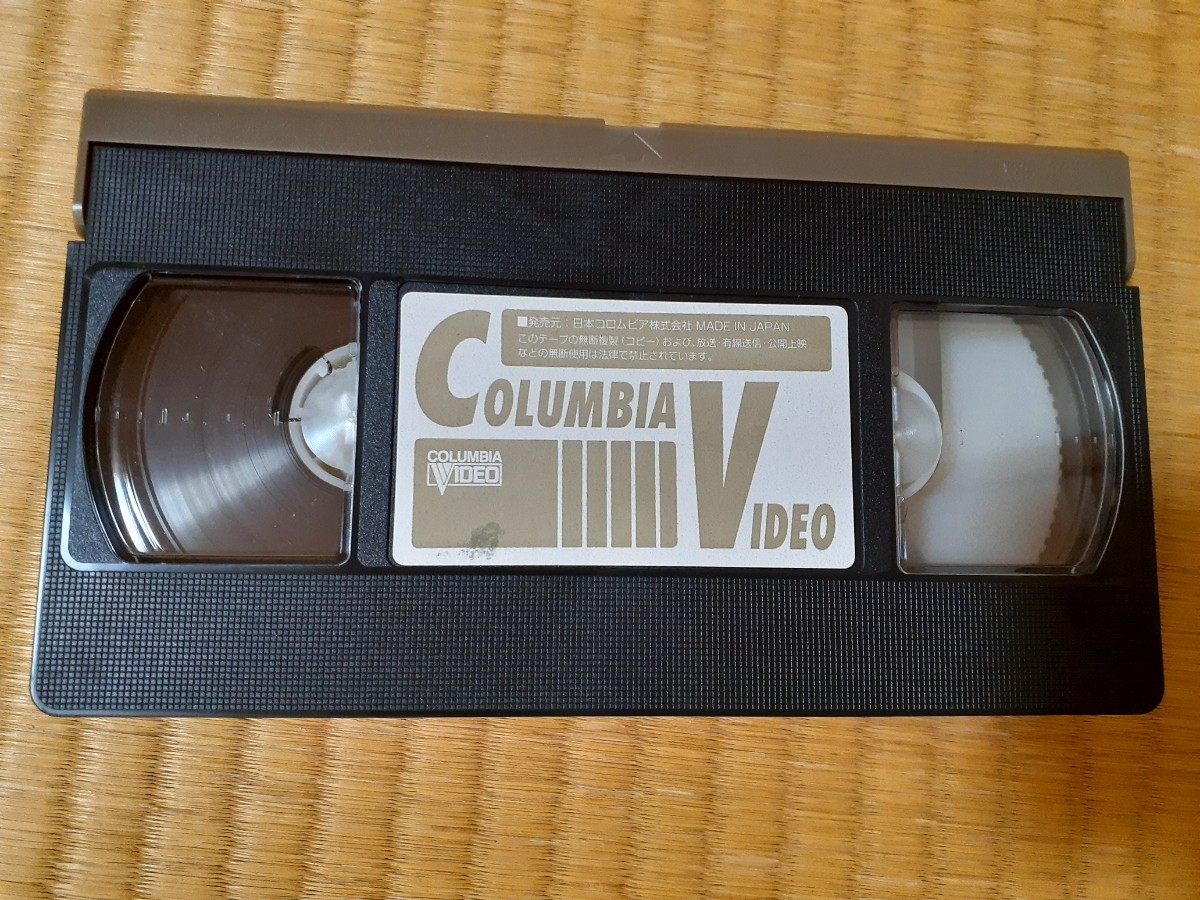 ■発売元：日本コロムビア株式会社 MADE IN JAPAN
このテープの無断複製（コピー）および、放送・有線送信・公開上映
などの無断使用は法律で禁止されています。
COLUMBIA
VIDEO
COLUMBIA
VIDEO